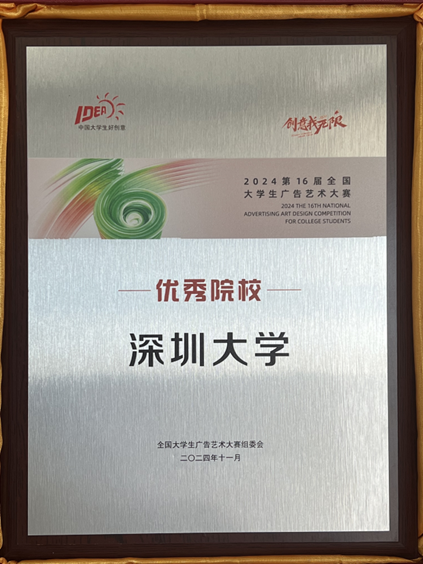 IDEA
中国大学生好创意
创意我无限
2024第16届全国
大学生广告艺术大赛
2024 THE 16TH NATIONAL
ADVERTISING ART DESIGN COMPETITION
FOR COLLEGE STUDENTS
优秀院校
深圳大学
全国大学生广告艺术大赛组委会
二〇二四年十一月